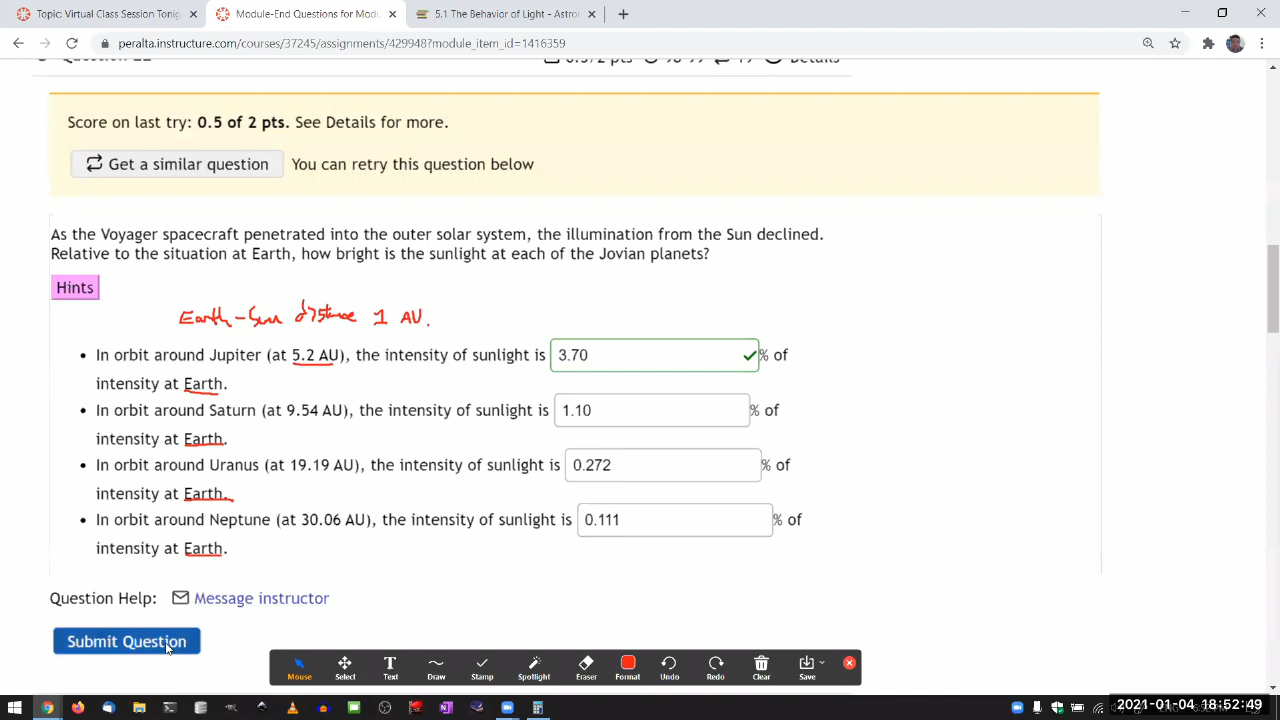 Topic Video Session Tonig
Module-End Questions for Modu
5.1 The Behavior of Light - Astro
peralta.instructure.com/courses/37245/assignments/429948?module_item_id=1416359
Details
Score on last try: 0.5 of 2 pts. See Details for more.
Get a similar question You can retry this question below
As the Voyager spacecraft penetrated into the outer solar system, the illumination from the Sun declined.
Relative to the situation at Earth, how bright is the sunlight at each of the Jovian planets?
Hints
Earth-Sun distance 1 AU.
• In orbit around Jupiter (at 5.2 AU), the intensity of sunlight is 3.70 % of
intensity at Earth.
• In orbit around Saturn (at 9.54 AU), the intensity of sunlight is 1.10 % of
intensity at Earth.
• In orbit around Uranus (at 19.19 AU), the intensity of sunlight is 0.272 % of
intensity at Earth.
• In orbit around Neptune (at 30.06 AU), the intensity of sunlight is 0.111 % of
intensity at Earth.
Question Help: Message instructor
Submit Question
Mouse Select Text Draw Stamp Spotlight Eraser Format Undo Redo Clear Save
2021-01-04 18:52:49